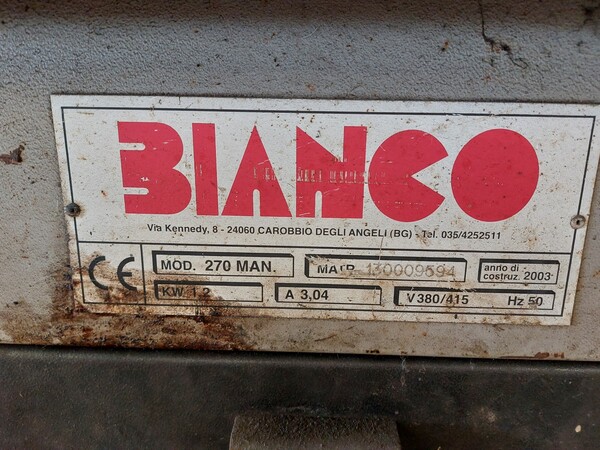 BIANCO
Via Kennedy, 8 - 24060 CAROBBIO DEGLI ANGELI (BG) - Tel. 035/4252511
CE MOD. 270 MAN. MATR. 130009594 anno di costruz. 2003
KW. 1,2 A 3,04 V 380/415 Hz 50